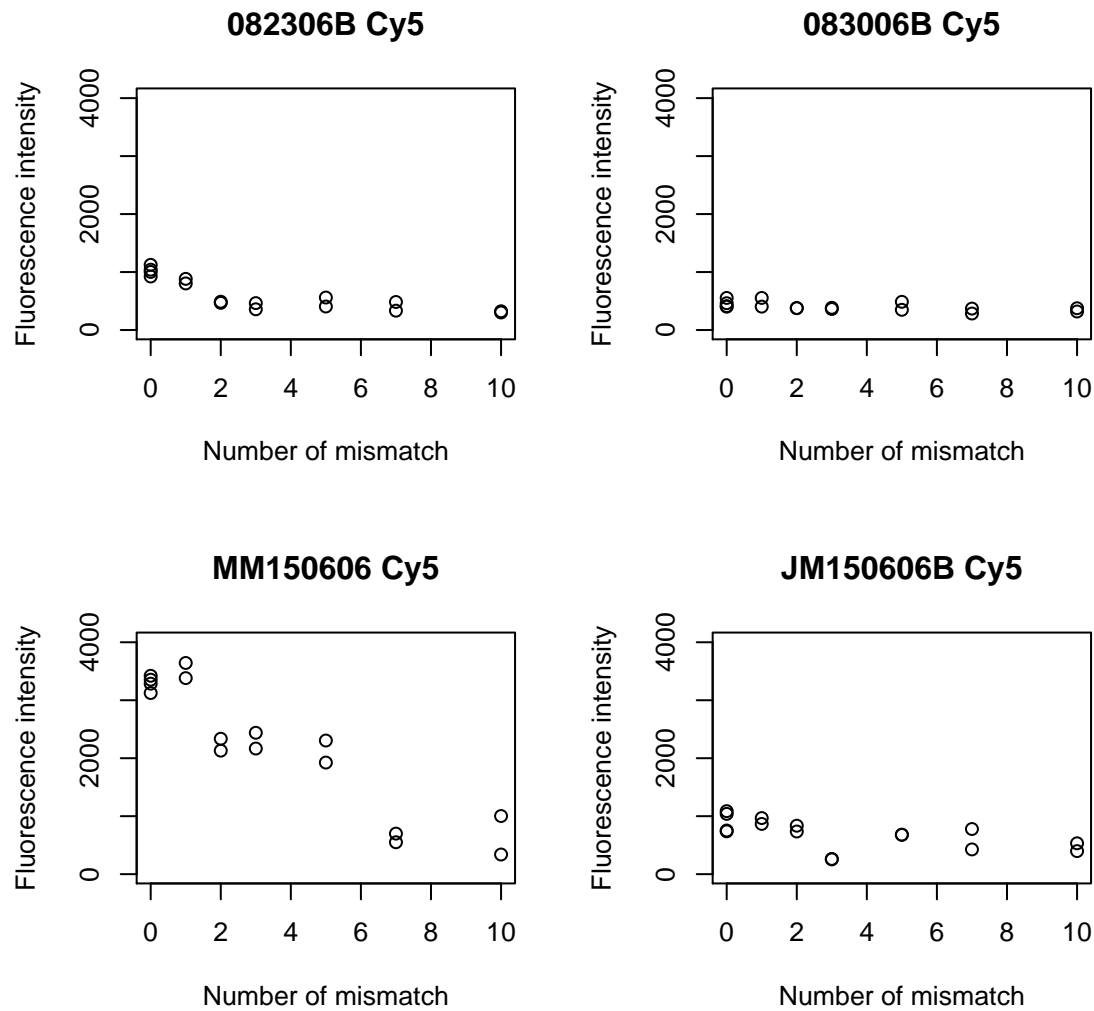 082306B Cy5
Fluorescence intensity
0 2000 4000
0 2 4 6 8 10
Number of mismatch
083006B Cy5
Fluorescence intensity
0 2000 4000
0 2 4 6 8 10
Number of mismatch
MM150606 Cy5
Fluorescence intensity
0 2000 4000
0 2 4 6 8 10
Number of mismatch
JM150606B Cy5
Fluorescence intensity
0 2000 4000
0 2 4 6 8 10
Number of mismatch